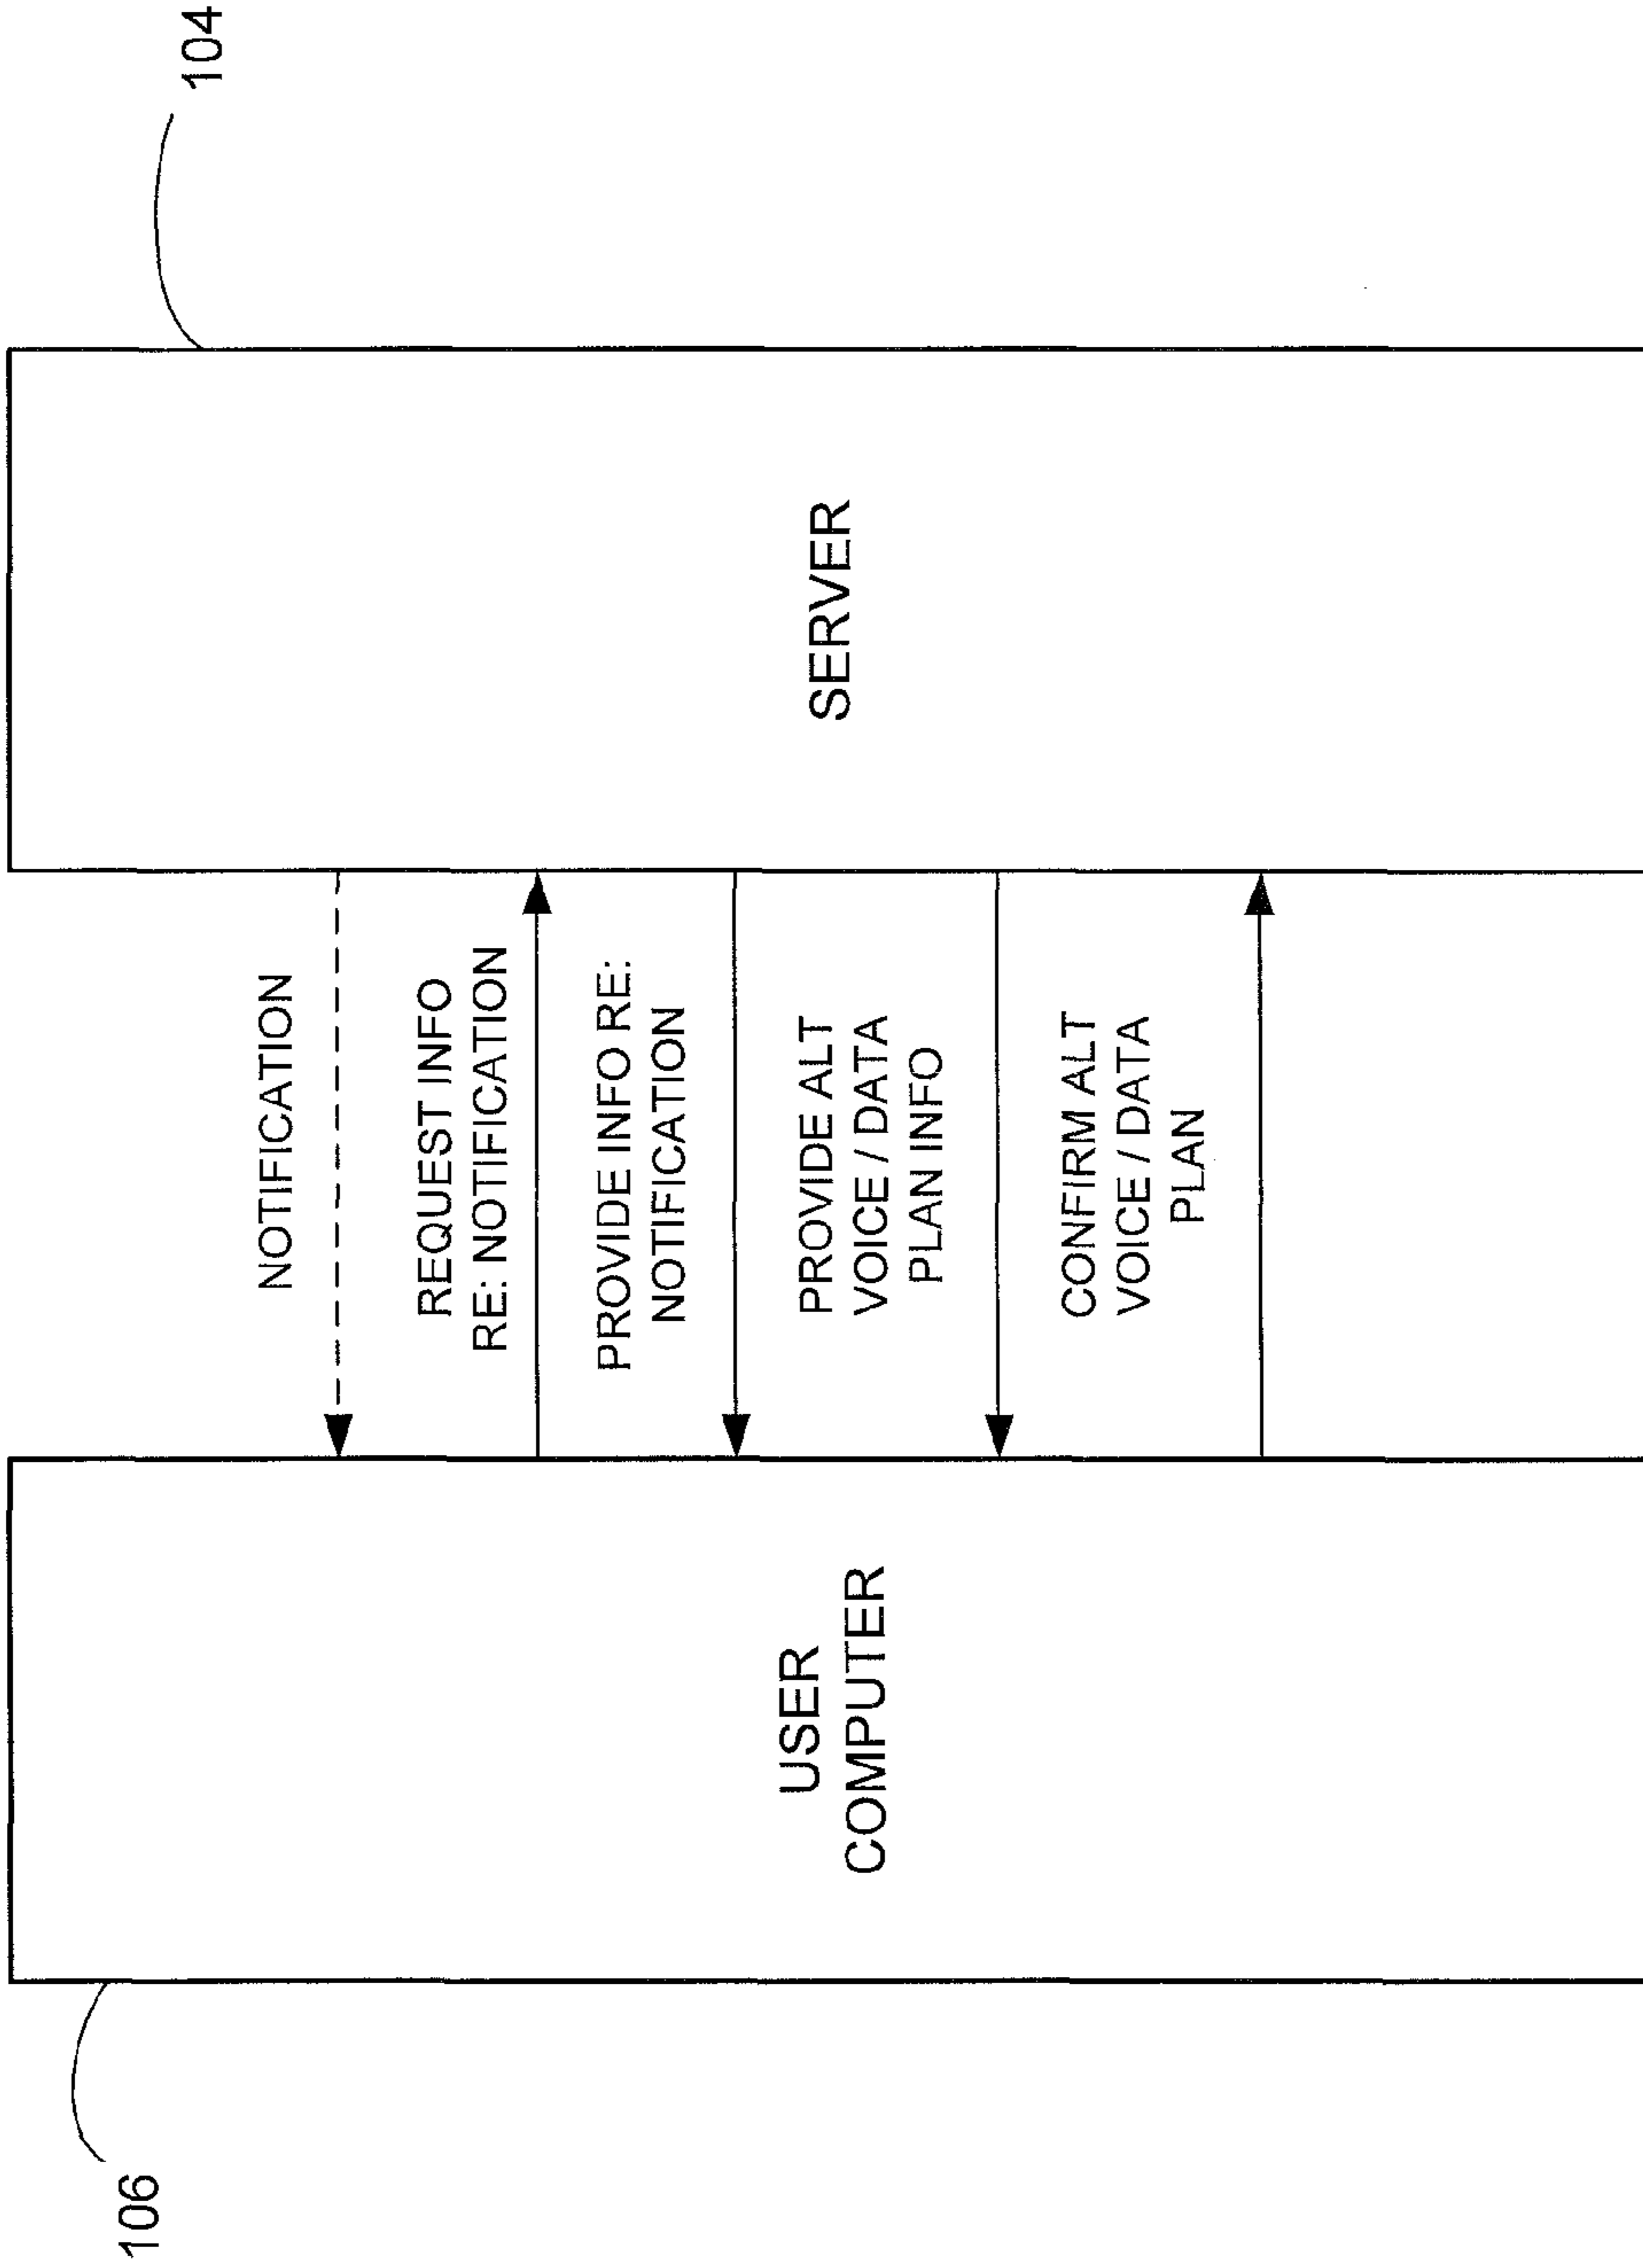 106
104
USER
COMPUTER
SERVER
NOTIFICATION
REQUEST INFO
RE: NOTIFICATION
PROVIDE INFO RE:
NOTIFICATION
PROVIDE ALT
VOICE / DATA
PLAN INFO
CONFIRM ALT
VOICE / DATA
PLAN